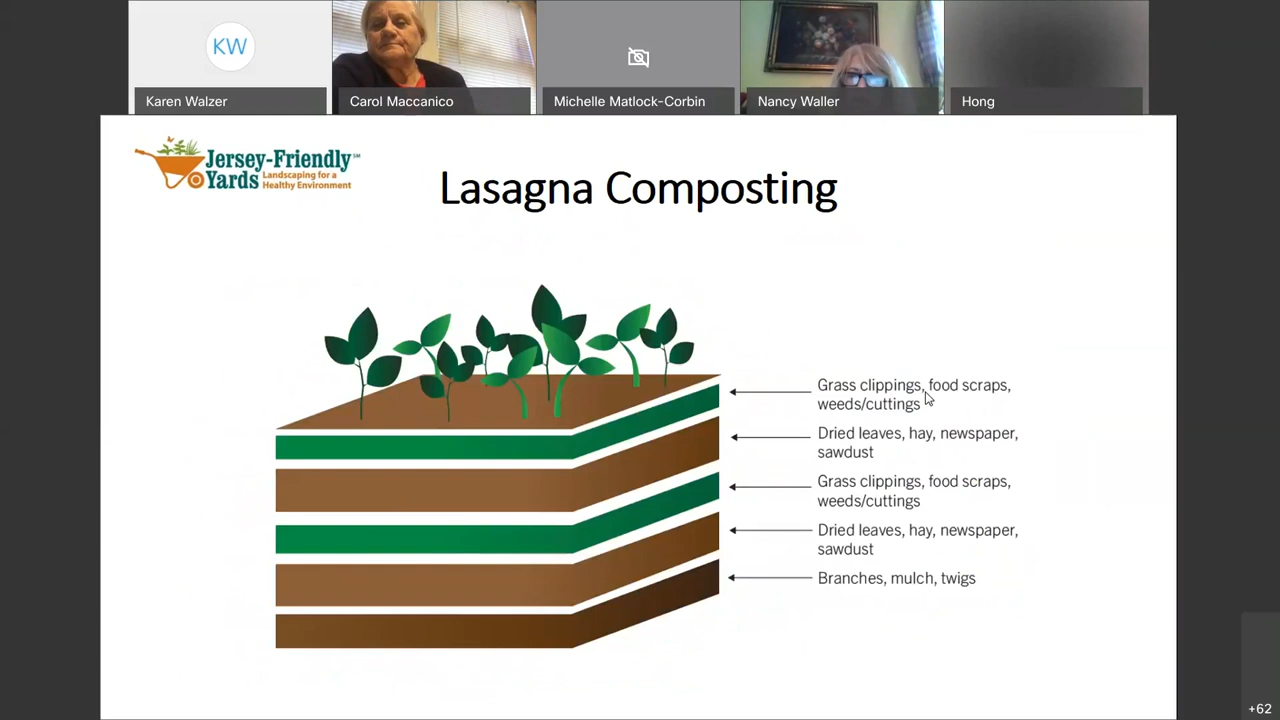 KW
Karen Walzer
Carol Maccanico
Michelle Matlock-Corbin
Nancy Waller
Hong
Jersey-Friendly
Yards
SM
Landscaping for a
Healthy Environment
Lasagna Composting
Grass clippings, food scraps,
weeds/cuttings
Dried leaves, hay, newspaper,
sawdust
Grass clippings, food scraps,
weeds/cuttings
Dried leaves, hay, newspaper,
sawdust
Branches, mulch, twigs
+62